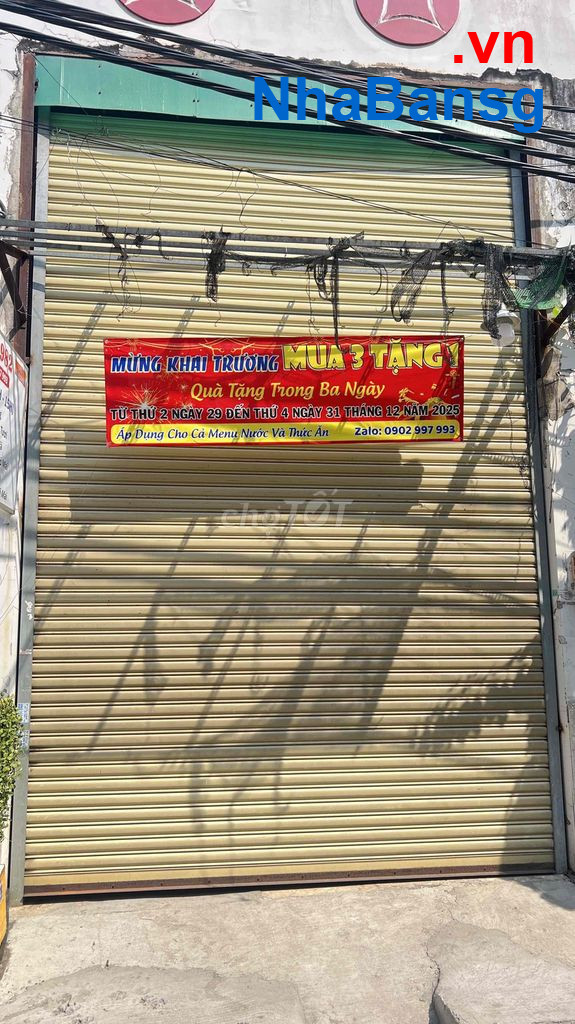 .vn
NhaBansg
MỪNG KHAI TRƯƠNG MUA 3 TẶNG 1
Quà Tặng Trong Ba Ngày
TỪ THỨ 2 NGÀY 29 ĐẾN THỨ 4 NGÀY 31 THÁNG 12 NĂM 2025
Áp Dụng Cho Cả Menu Nước Và Thức Ăn Zalo: 0902 997 993
chợTỐT